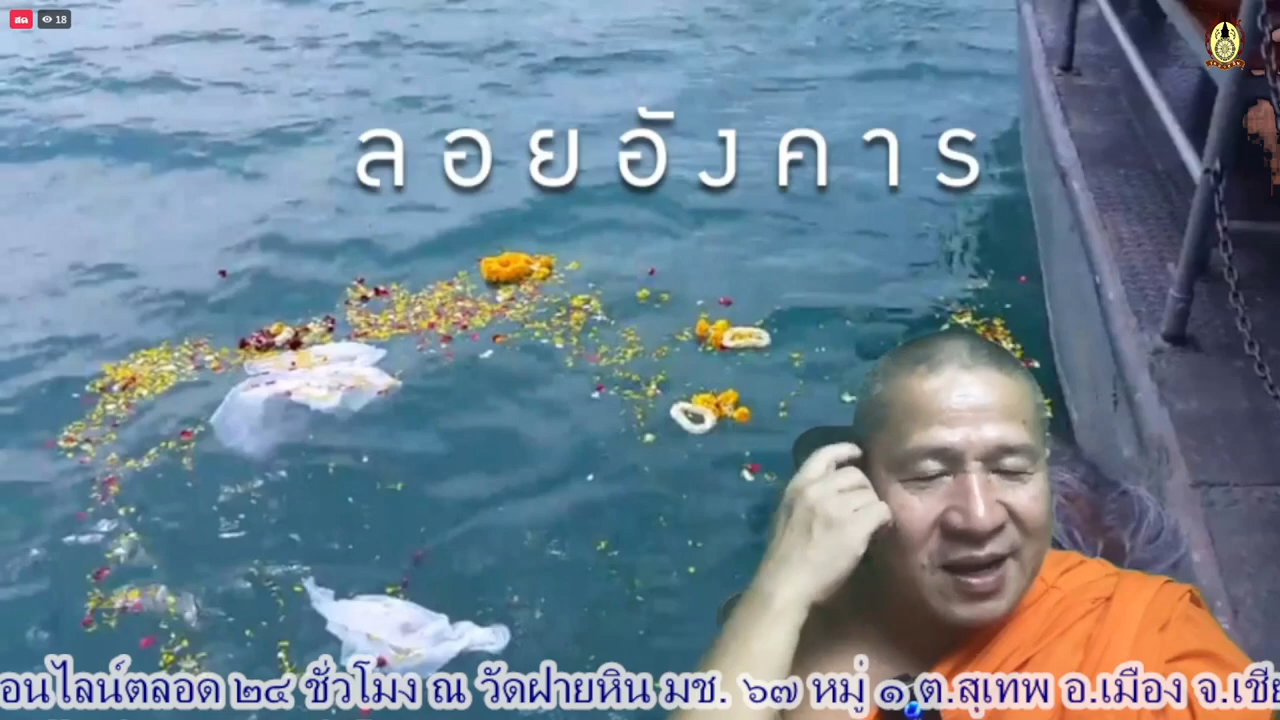 สด 18
ลอยอังคาร
อนไลน์ตลอด ๒๔ ชั่วโมง ณ วัดฝายหิน มช. ๖๗ หมู่ ๑ ต.สุเทพ อ.เมือง จ.เชีย